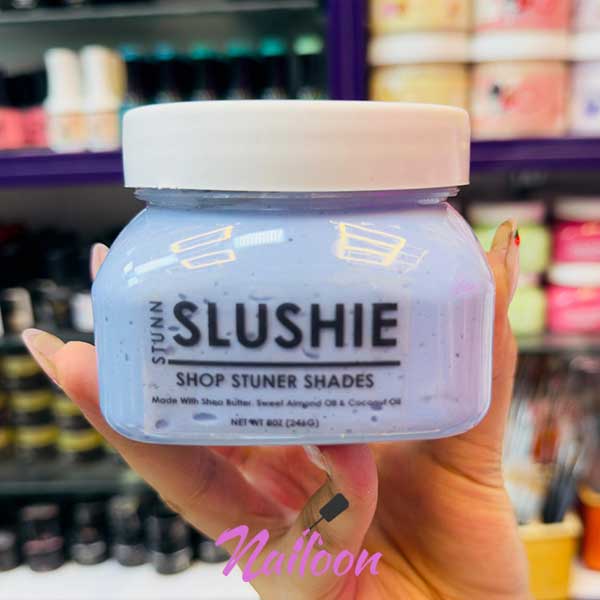 STUNN
SLUSHIE
SHOP STUNER SHADES
Made With Shea Butter, Sweet Almond Oil & Coconut Oil
NET WT 8OZ (246G)
Nailoon